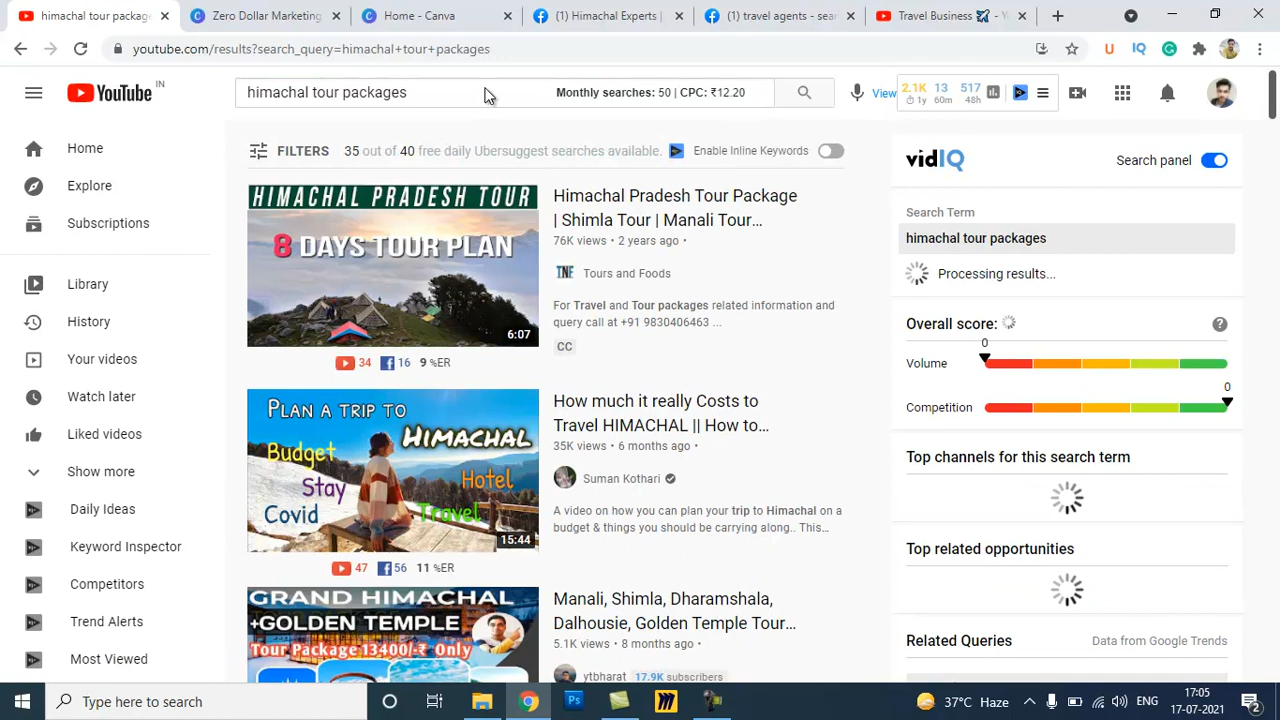 himachal tour package
Zero Dollar Marketing
Home - Canva
(1) Himachal Experts |
(1) travel agents - sear
Travel Business
youtube.com/results?search_query=himachal+tour+packages
YouTube IN
himachal tour packages
Monthly searches: 50 | CPC: ₹12.20
View
2.1K 13 517
1y 60m 48h
Home
Explore
Subscriptions
Library
History
Your videos
Watch later
Liked videos
Show more
Daily Ideas
Keyword Inspector
Competitors
Trend Alerts
Most Viewed
FILTERS
35 out of 40 free daily Ubersuggest searches available.
Enable Inline Keywords
HIMACHAL PRADESH TOUR
8 DAYS TOUR PLAN
6:07
34 16 9 %ER
Himachal Pradesh Tour Package
| Shimla Tour | Manali Tour...
76K views • 2 years ago •
TNF Tours and Foods
For Travel and Tour packages related information and
query call at +91 9830406463 ...
CC
PLAN A TRIP TO
HIMACHAL
Budget
Stay
Hotel
Covid
Travel
15:44
47 56 11 %ER
How much it really Costs to
Travel HIMACHAL || How to...
35K views • 6 months ago •
Suman Kothari
A video on how you can plan your trip to Himachal on a
budget & things you should be carrying along.. This...
GRAND HIMACHAL
+GOLDEN TEMPLE
Tour Package 13400/-₹ Only
Manali, Shimla, Dharamshala,
Dalhousie, Golden Temple Tour...
5.1K views • 8 months ago •
ytbharat 17.9K subscribers
vidIQ
Search panel
Search Term
himachal tour packages
Processing results...
Overall score:
?
0
Volume
0
Competition
Top channels for this search term
Top related opportunities
Related Queries
Data from Google Trends
Type here to search
37°C Haze
ENG
17:05
17-07-2021
2